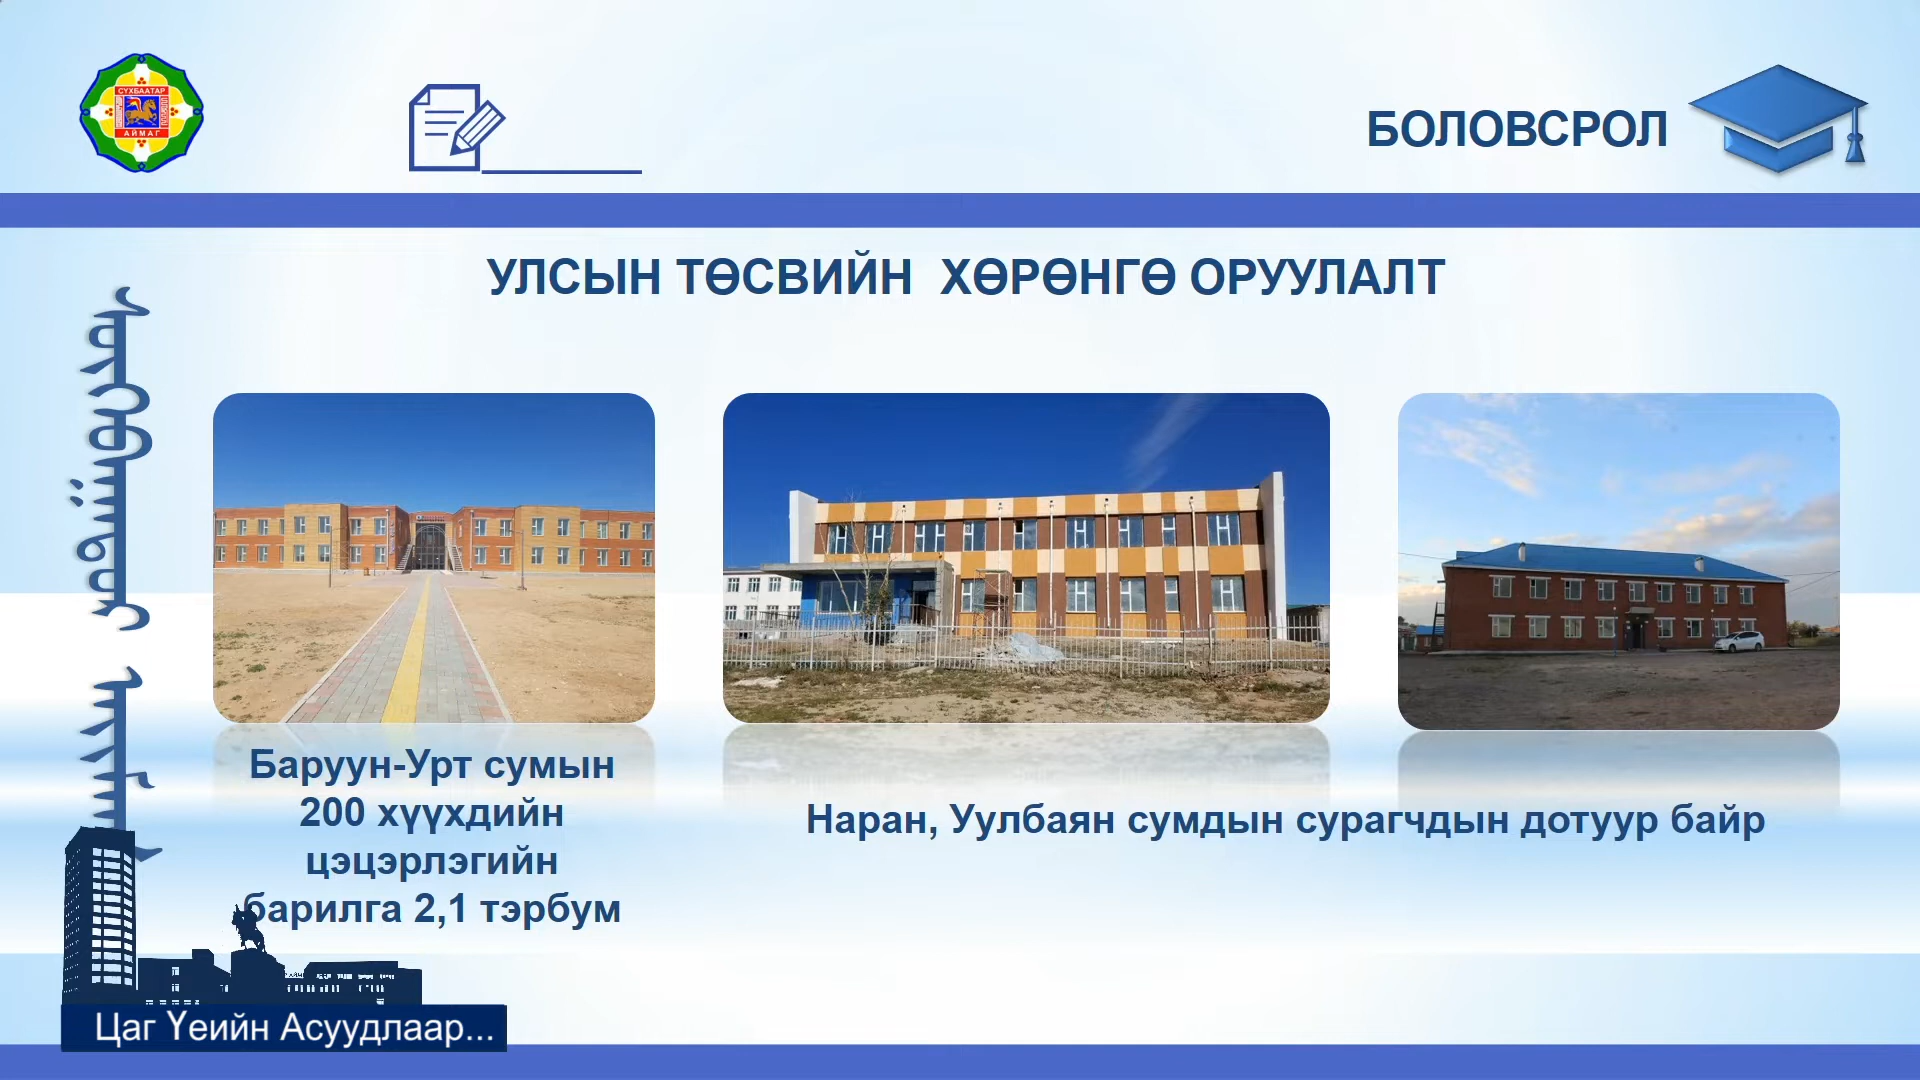 СҮХБААТАР
АЙМАГ
БОЛОВСРОЛ
УЛСЫН ТӨСВИЙН ХӨРӨНГӨ ОРУУЛАЛТ
Баруун-Урт сумын
200 хүүхдийн
цэцэрлэгийн
барилга 2,1 тэрбум
Наран, Уулбаян сумдын сурагчдын дотуур байр
Цаг Үеийн Асуудлаар...